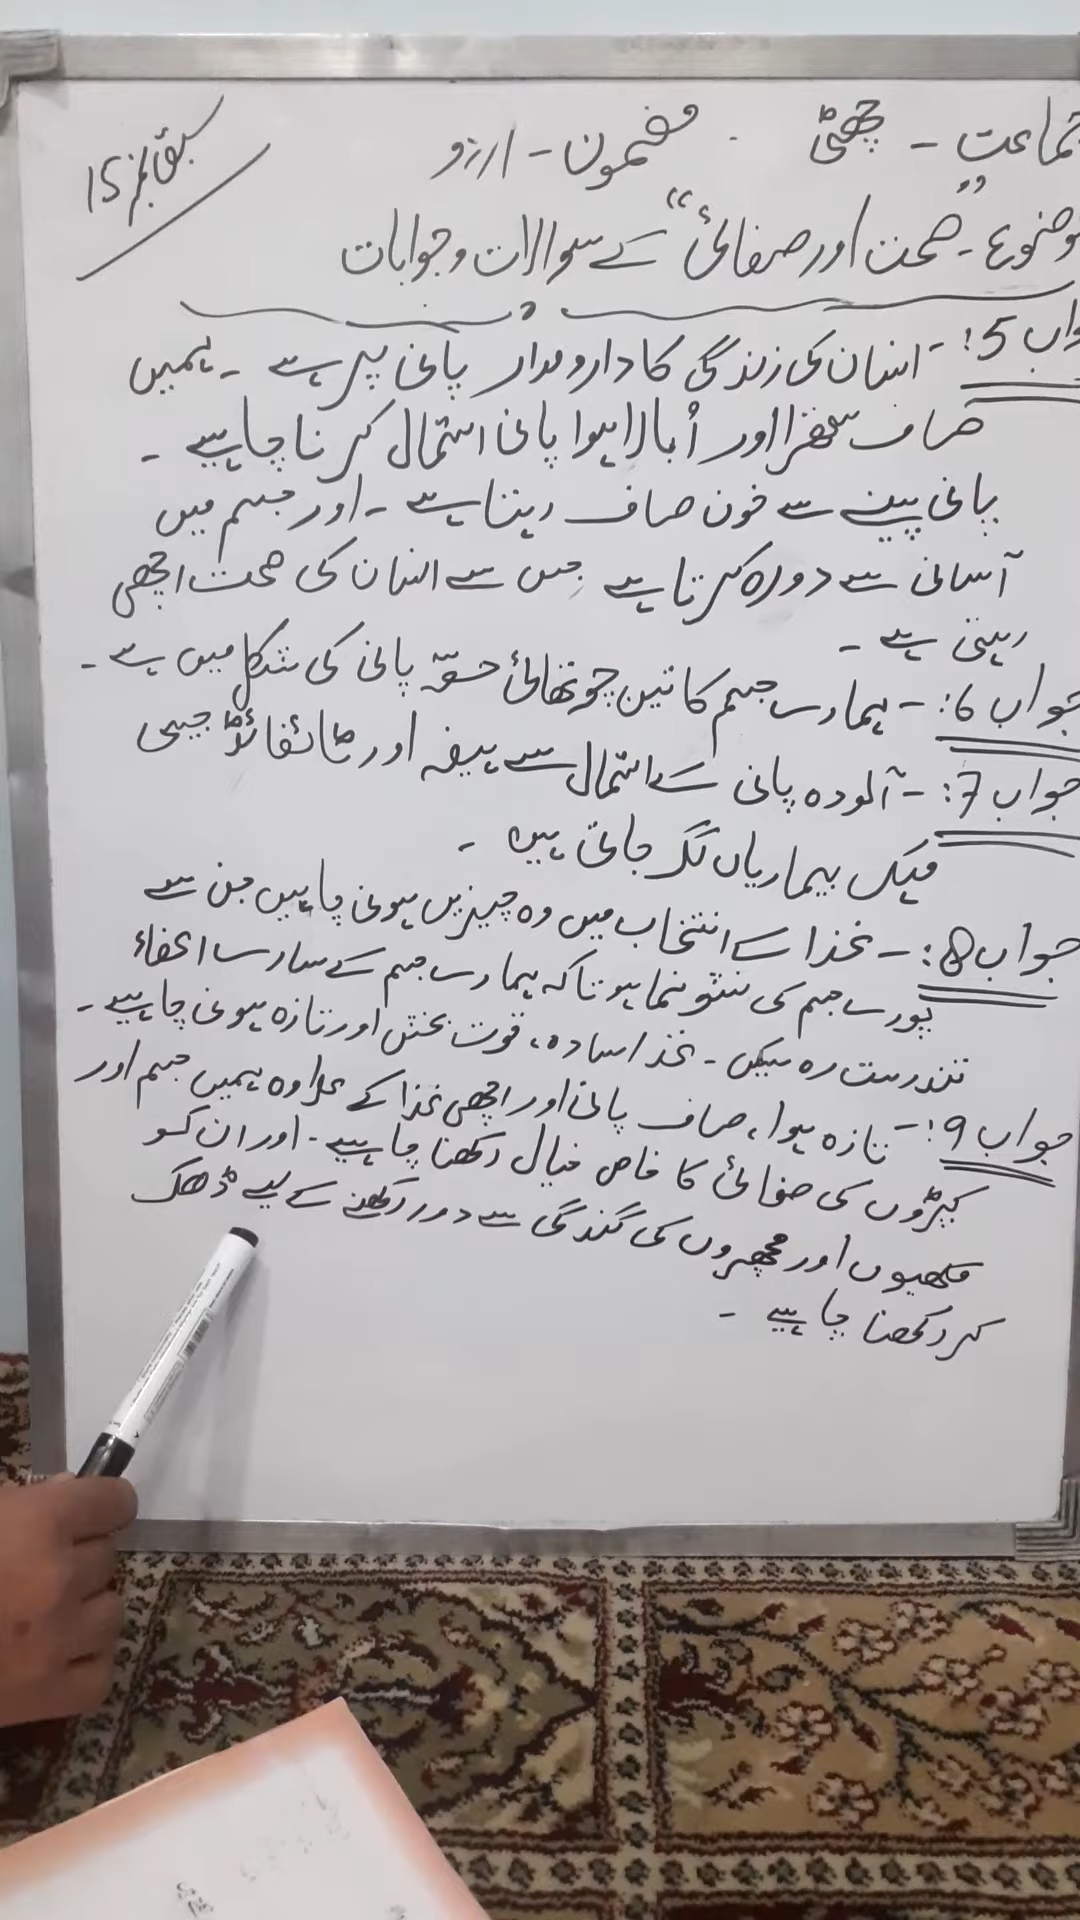 جماعت - چھٹی - مضمون - اردو
سبق نمبر 15
موضوع - "صحت اور صفائی" کے سوالات و جوابات
جواب 5: - انسان کی زندگی کا دارومدار پانی پر ہے - ہمیں
صاف ستھرا اور اُبالا ہوا پانی استمال کرنا چاہیے -
پانی پینے سے خون صاف رہتا ہے - اور جسم میں
آسانی سے دورہ کرتا ہے جس سے انسان کی صحت اچھی
رہتی ہے -
جواب 6: - ہمارے جسم کا تین چوتھائی حصّہ پانی کی شکل میں ہے -
جواب 7: - آلودہ پانی کے استمال سے ہیضہ اور ٹائفائڈ جیسی
مہلک بیماریاں لگ جاتی ہیں -
جواب 8: - غذا کے انتخاب میں وہ چیزیں ہونی چاہیں جن سے
پورے جسم کی نشوونما ہو تاکہ ہمارے جسم کے سارے اعضاء
تندرست رہ سکیں - غذا سادہ، قوت بخش اور تازہ ہونی چاہیے -
جواب 9: - تازہ ہوا، صاف پانی اور اچھی غذا کے علاوہ ہمیں جسم اور
کپڑوں کی صفائی کا خاص خیال رکھنا چاہیے - اور ان کو
مکھیوں اور مچھروں کی گندگی سے دور رکھنے کے لیے ڈھک
کر رکھنا چاہیے -